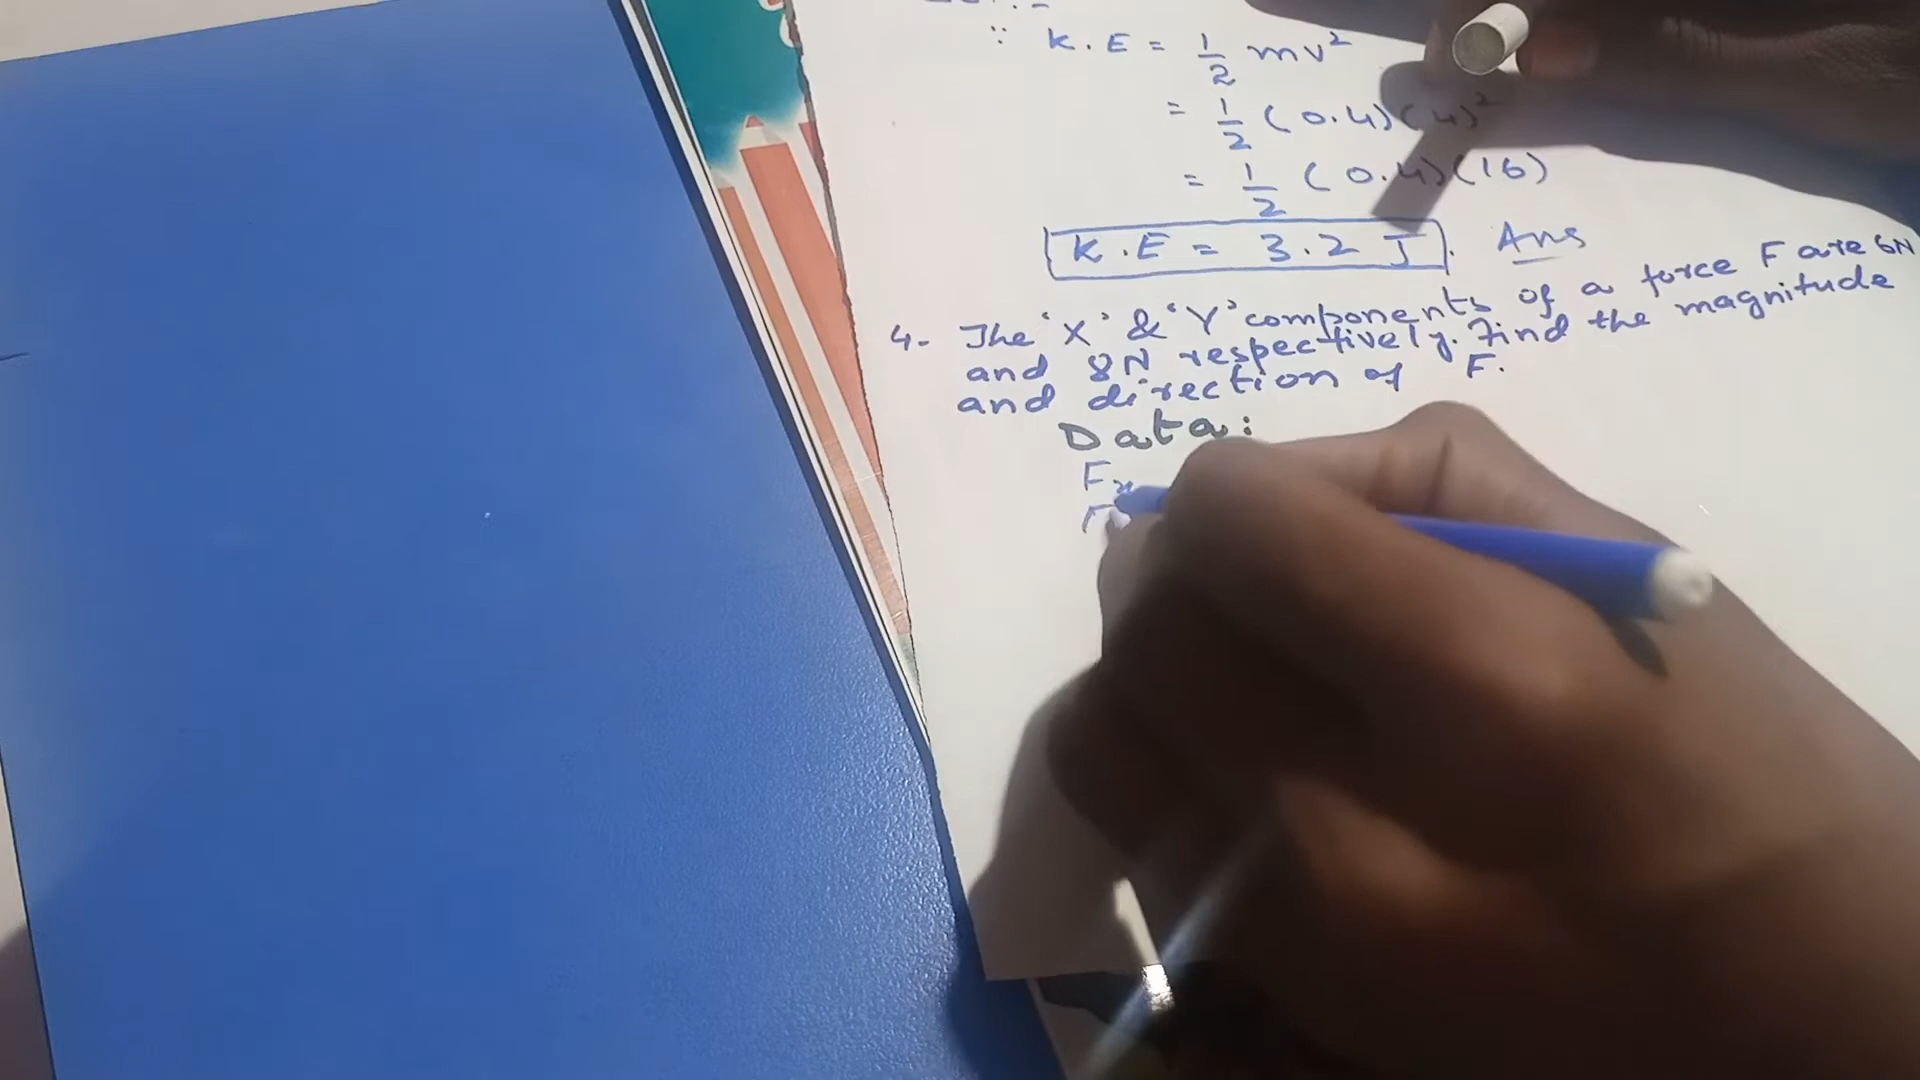 ∵ K.E = 1/2 mv²
= 1/2 (0.4)(4)²
= 1/2 (0.4)(16)
K.E = 3.2 J. Ans
4- The 'X' & 'Y' components of a force F are 6N
and 8N respectively. Find the magnitude
and direction of F.
Data:
Fx